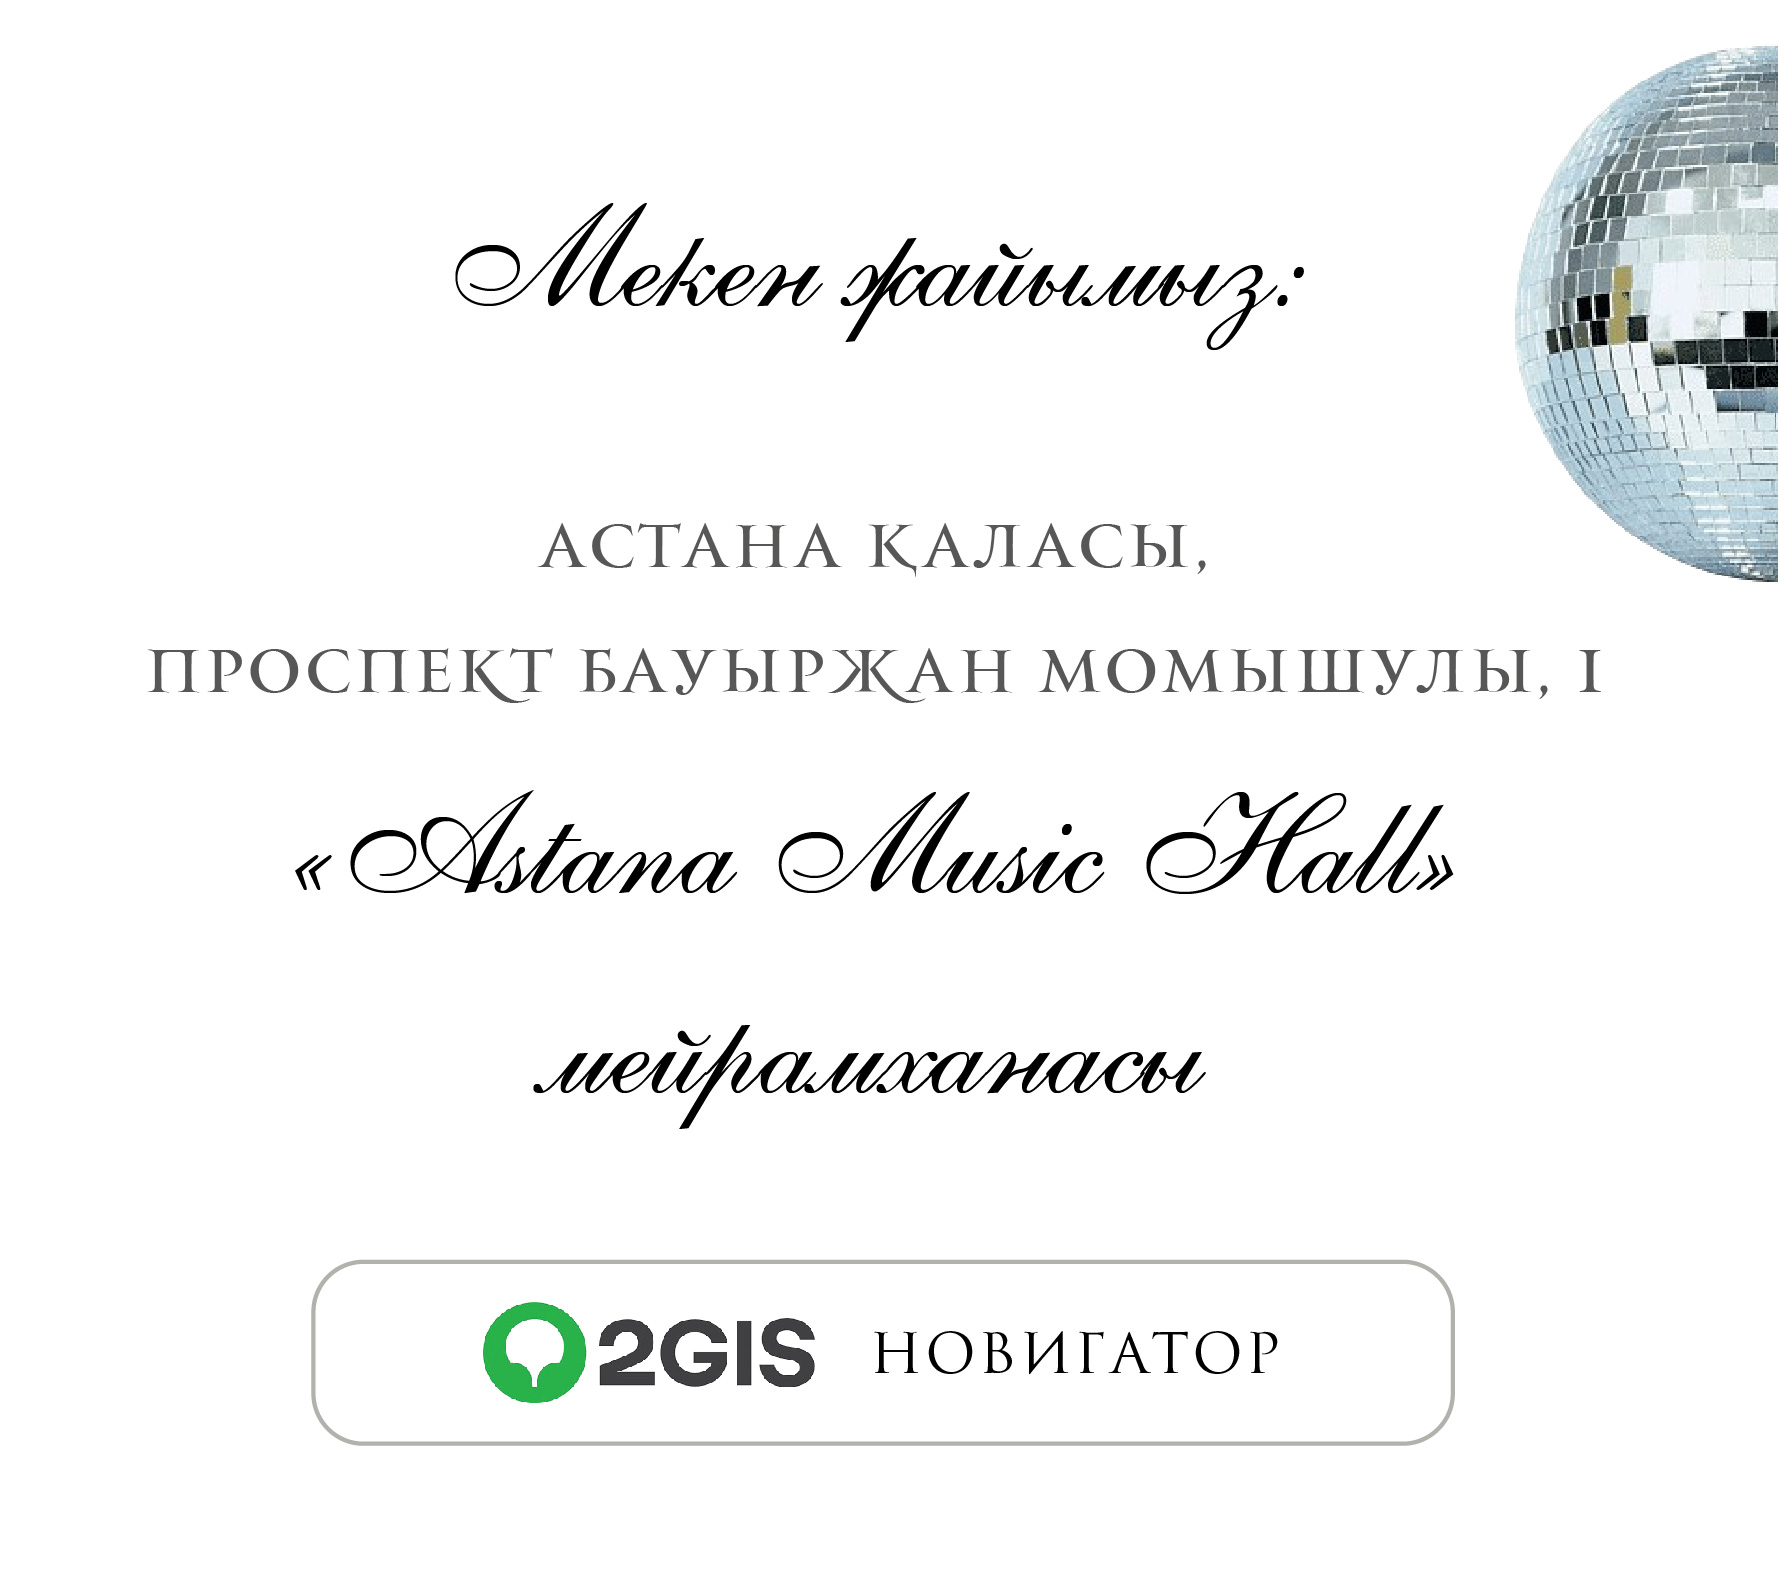 Мекен жайымыз:
АСТАНА ҚАЛАСЫ,
ПРОСПЕКТ БАУЫРЖАН МОМЫШУЛЫ, 1
«Astana Music Hall»
мейрамханасы
2GIS НОВИГАТОР